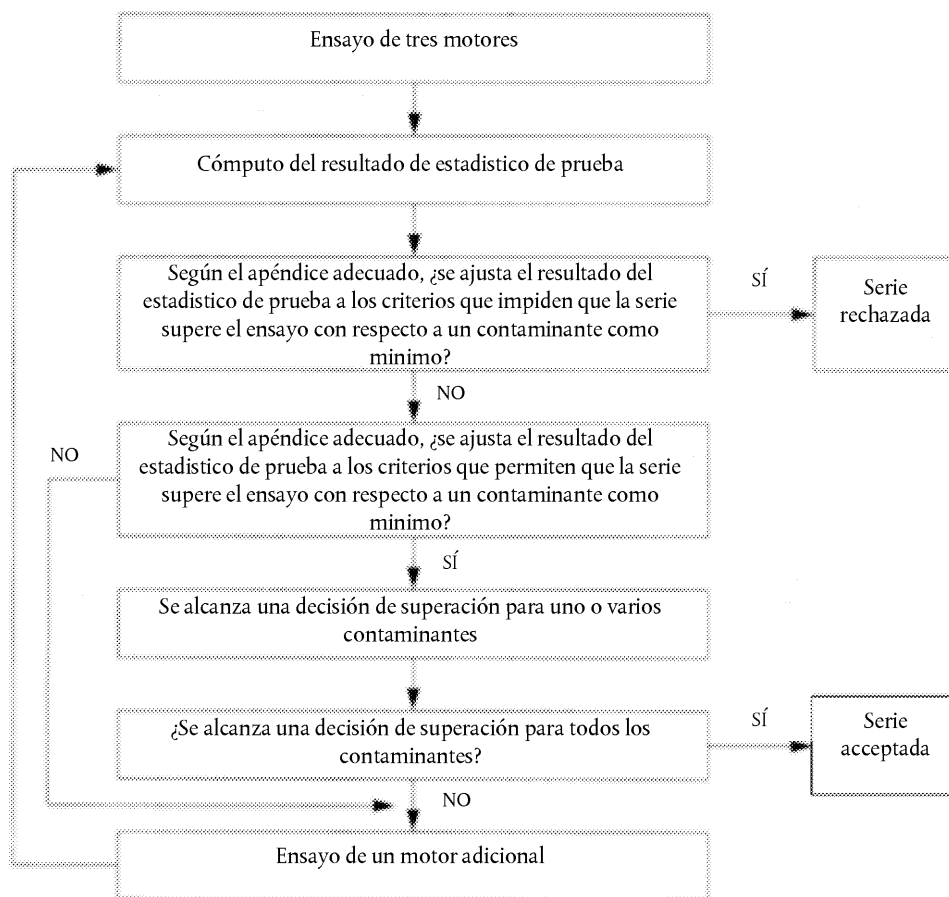 Ensayo de tres motores
Cómputo del resultado de estadistico de prueba
Según el apéndice adecuado, ¿se ajusta el resultado del
estadistico de prueba a los criterios que impiden que la serie
supere el ensayo con respecto a un contaminante como
minimo?
SÍ
Serie
rechazada
NO
Según el apéndice adecuado, ¿se ajusta el resultado del
estadistico de prueba a los criterios que permiten que la serie
supere el ensayo con respecto a un contaminante como
minimo?
NO
SÍ
Se alcanza una decisión de superación para uno o varios
contaminantes
¿Se alcanza una decisión de superación para todos los
contaminantes?
SÍ
Serie
acceptada
NO
Ensayo de un motor adicional